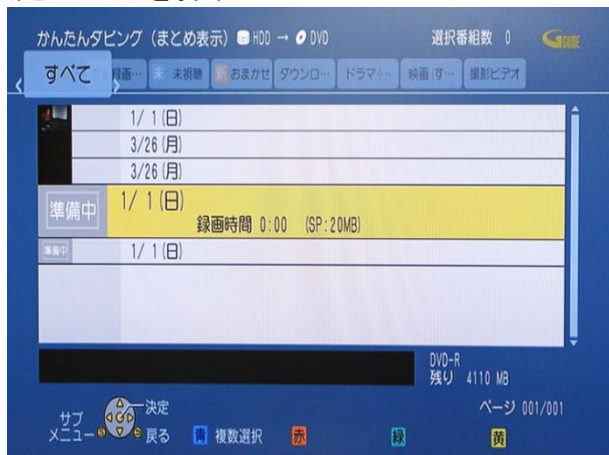 かんたんダビング (まとめ表示) HDD → DVD 選択番組数 0 G GUIDE
すべて 録画… 未 未視聴 新 おまかせ ダウンロ… ドラマ(… 映画(す… 撮影ビデオ
1/ 1(日)
3/26(月)
3/26(月)
準備中 1/ 1(日)
録画時間 0:00 (SP:20MB)
準備中 1/ 1(日)
DVD-R
残り 4110 MB
サブ
メニュー S 決定
戻る 青 複数選択 赤 緑 黄
ページ 001/001